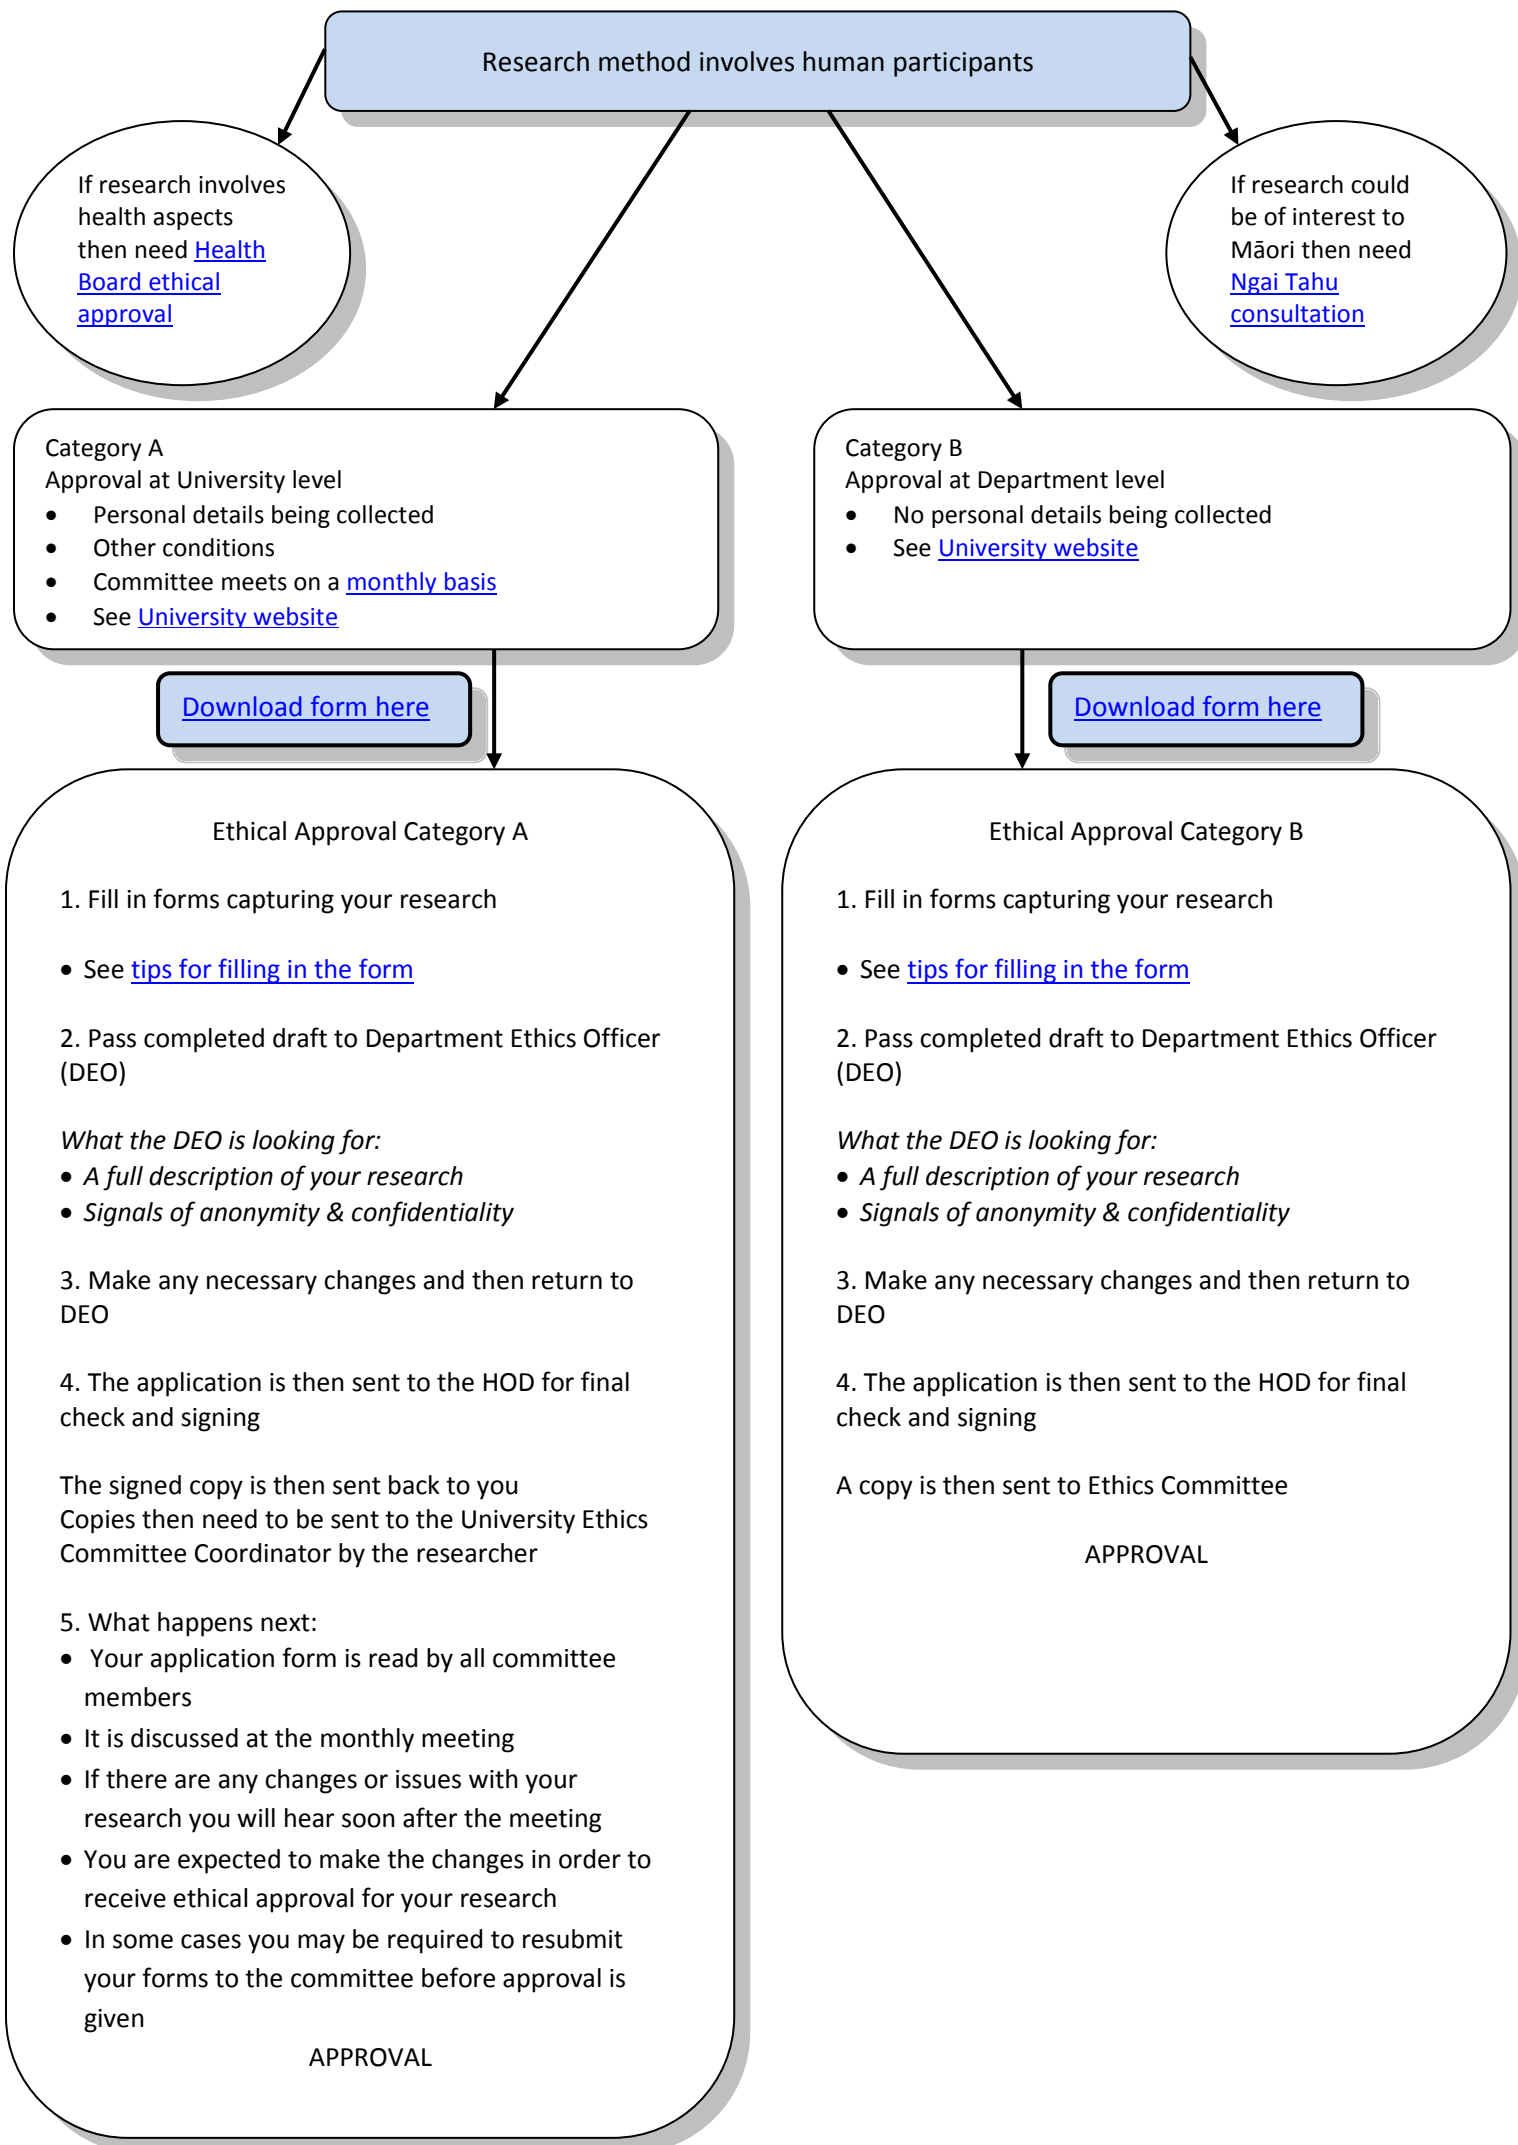 Research method involves human participants
If research involves
health aspects
then need Health
Board ethical
approval
If research could
be of interest to
Māori then need
Ngai Tahu
consultation
Category A
Approval at University level
• Personal details being collected
• Other conditions
• Committee meets on a monthly basis
• See University website
Category B
Approval at Department level
• No personal details being collected
• See University website
Download form here
Download form here
Ethical Approval Category A
1. Fill in forms capturing your research
• See tips for filling in the form
2. Pass completed draft to Department Ethics Officer
(DEO)
What the DEO is looking for:
• A full description of your research
• Signals of anonymity & confidentiality
3. Make any necessary changes and then return to
DEO
4. The application is then sent to the HOD for final
check and signing
The signed copy is then sent back to you
Copies then need to be sent to the University Ethics
Committee Coordinator by the researcher
5. What happens next:
• Your application form is read by all committee
members
• It is discussed at the monthly meeting
• If there are any changes or issues with your
research you will hear soon after the meeting
• You are expected to make the changes in order to
receive ethical approval for your research
• In some cases you may be required to resubmit
your forms to the committee before approval is
given
APPROVAL
Ethical Approval Category B
1. Fill in forms capturing your research
• See tips for filling in the form
2. Pass completed draft to Department Ethics Officer
(DEO)
What the DEO is looking for:
• A full description of your research
• Signals of anonymity & confidentiality
3. Make any necessary changes and then return to
DEO
4. The application is then sent to the HOD for final
check and signing
A copy is then sent to Ethics Committee
APPROVAL